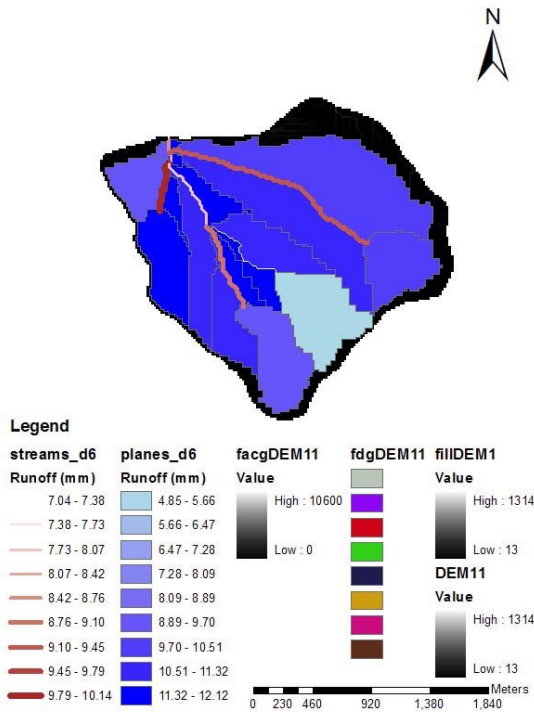 N
Legend
streams_d6
Runoff (mm)
7.04 - 7.38
7.38 - 7.73
7.73 - 8.07
8.07 - 8.42
8.42 - 8.76
8.76 - 9.10
9.10 - 9.45
9.45 - 9.79
9.79 - 10.14
planes_d6
Runoff (mm)
4.85 - 5.66
5.66 - 6.47
6.47 - 7.28
7.28 - 8.09
8.09 - 8.89
8.89 - 9.70
9.70 - 10.51
10.51 - 11.32
11.32 - 12.12
facgDEM11
Value
High : 10600
Low : 0
fdgDEM11
fillDEM1
Value
High : 1314
Low : 13
DEM11
Value
High : 1314
Low : 13
Meters
0 230 460 920 1,380 1,840